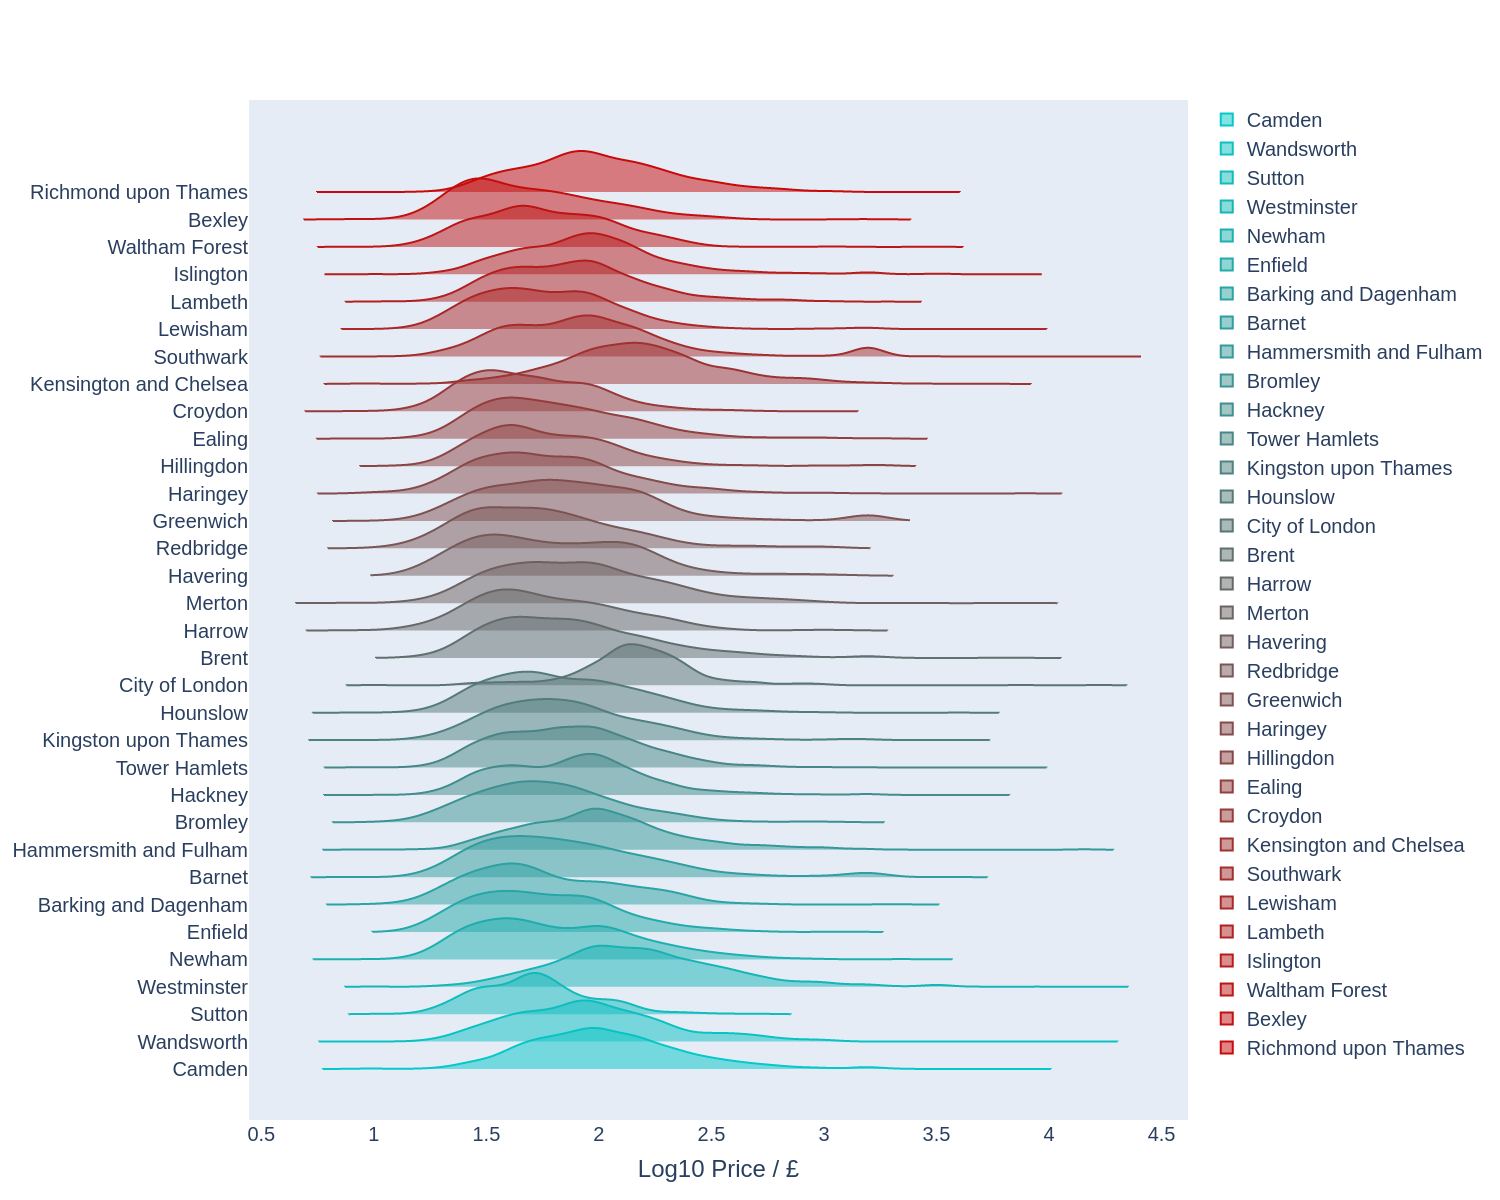 Richmond upon Thames
Bexley
Waltham Forest
Islington
Lambeth
Lewisham
Southwark
Kensington and Chelsea
Croydon
Ealing
Hillingdon
Haringey
Greenwich
Redbridge
Havering
Merton
Harrow
Brent
City of London
Hounslow
Kingston upon Thames
Tower Hamlets
Hackney
Bromley
Hammersmith and Fulham
Barnet
Barking and Dagenham
Enfield
Newham
Westminster
Sutton
Wandsworth
Camden
0.5 1 1.5 2 2.5 3 3.5 4 4.5
Log10 Price / £
Camden
Wandsworth
Sutton
Westminster
Newham
Enfield
Barking and Dagenham
Barnet
Hammersmith and Fulham
Bromley
Hackney
Tower Hamlets
Kingston upon Thames
Hounslow
City of London
Brent
Harrow
Merton
Havering
Redbridge
Greenwich
Haringey
Hillingdon
Ealing
Croydon
Kensington and Chelsea
Southwark
Lewisham
Lambeth
Islington
Waltham Forest
Bexley
Richmond upon Thames